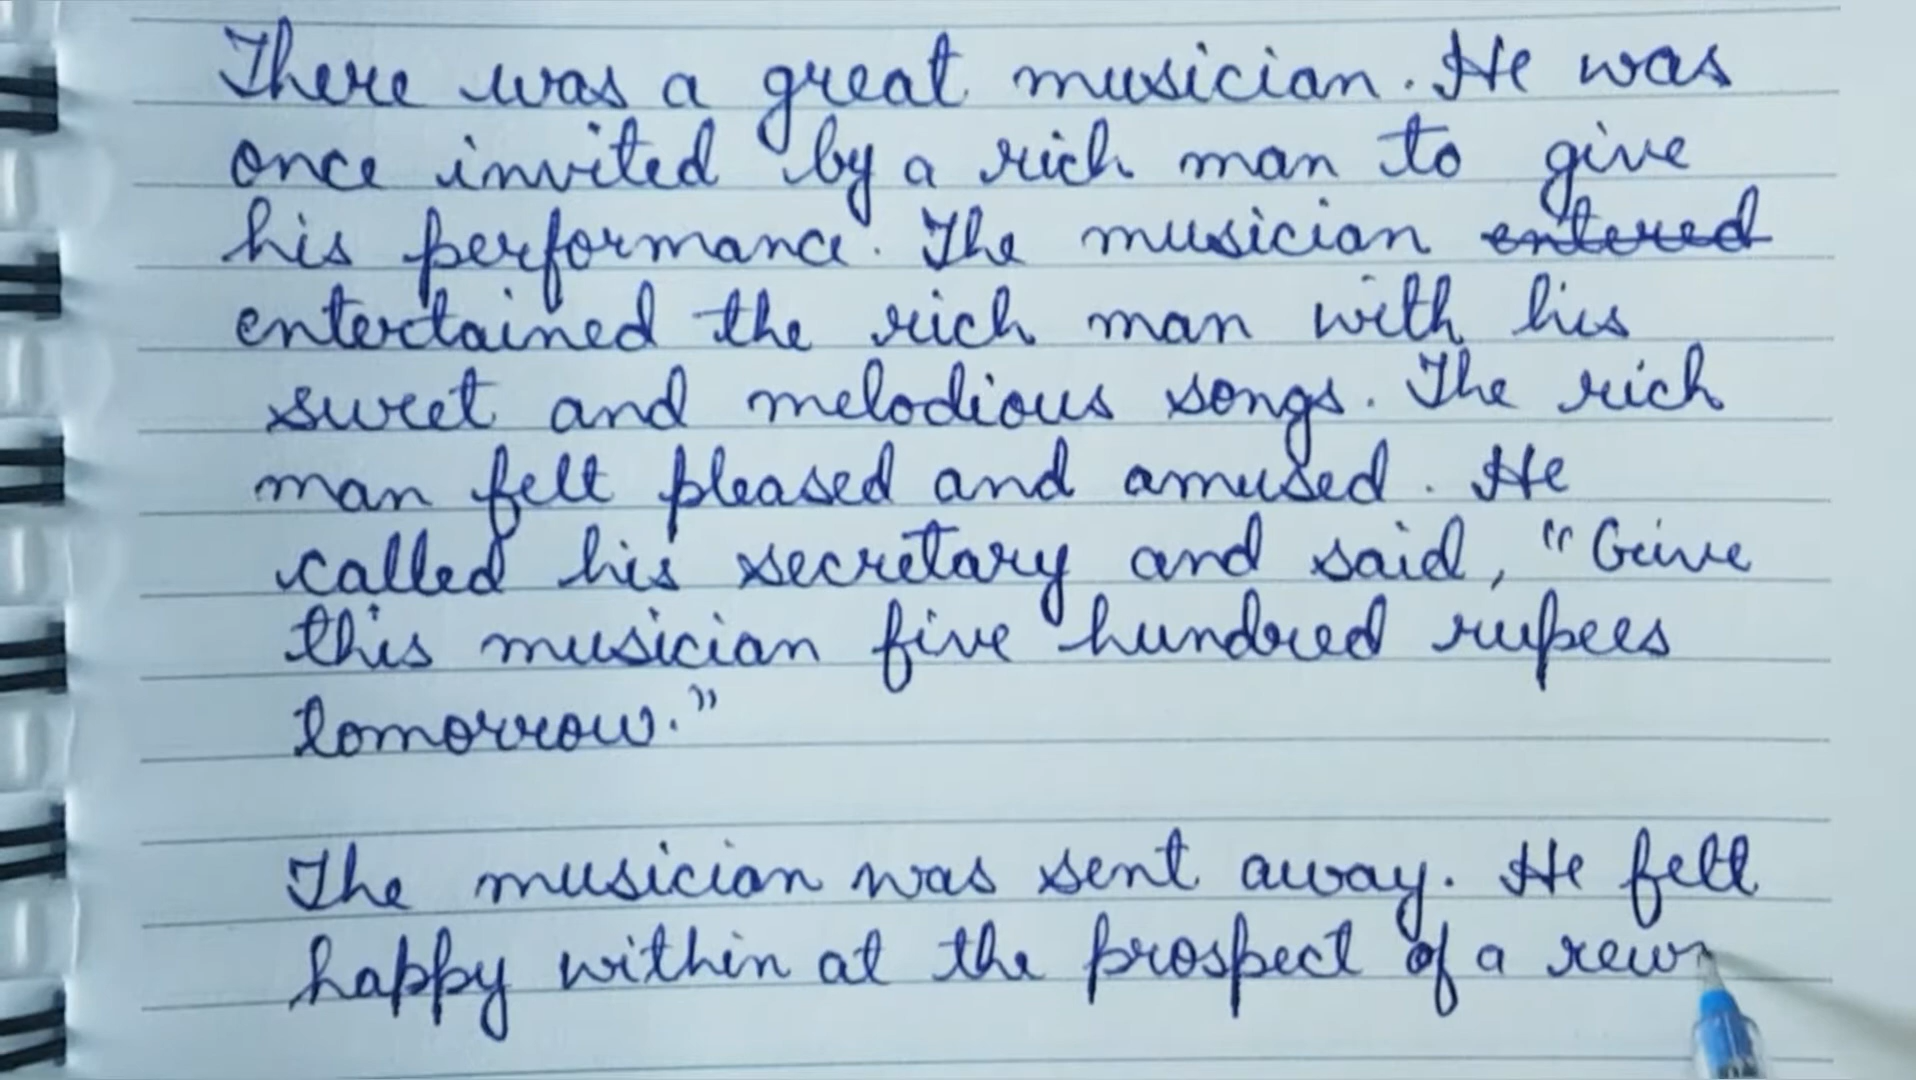 There was a great musician. He was
once invited by a rich man to give
his performance. The musician entered
entertained the rich man with his
sweet and melodious songs. The rich
man felt pleased and amused. He
called his secretary and said, "Give
this musician five hundred rupees
tomorrow."
The musician was sent away. He felt
happy within at the prospect of a rew